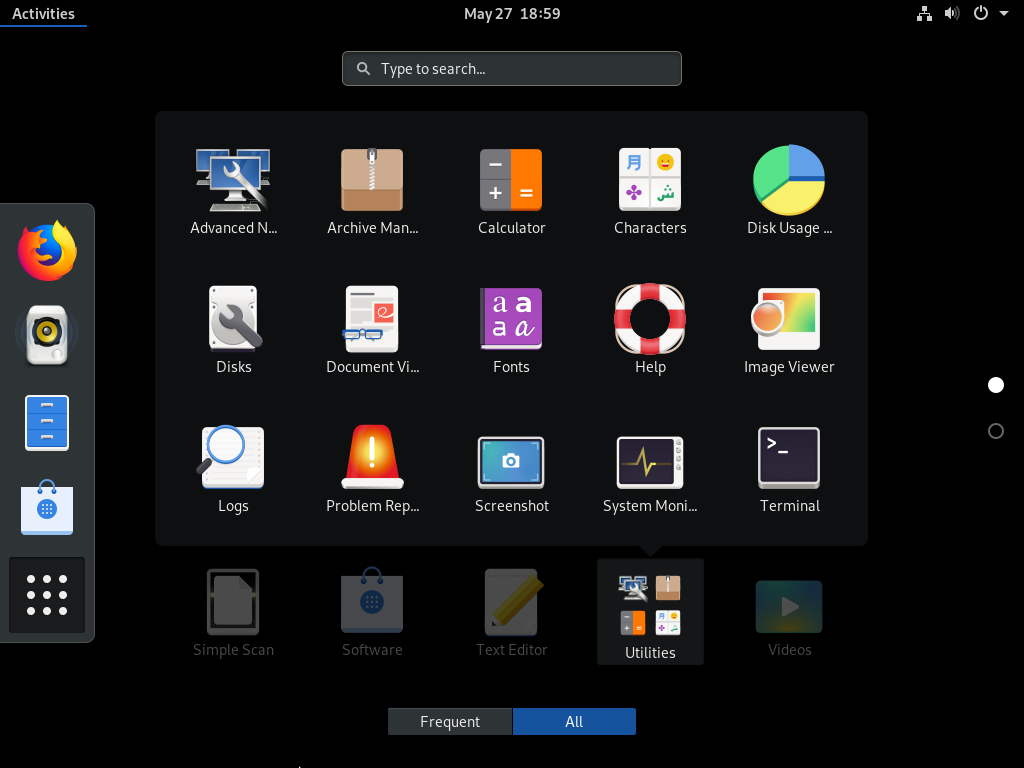 Activities
May 27 18:59
Type to search...
Advanced N...
Archive Man...
Calculator
Characters
Disk Usage ...
Disks
Document Vi...
Fonts
Help
Image Viewer
Logs
Problem Rep...
Screenshot
System Moni...
Terminal
Simple Scan
Software
Text Editor
Utilities
Videos
Frequent
All